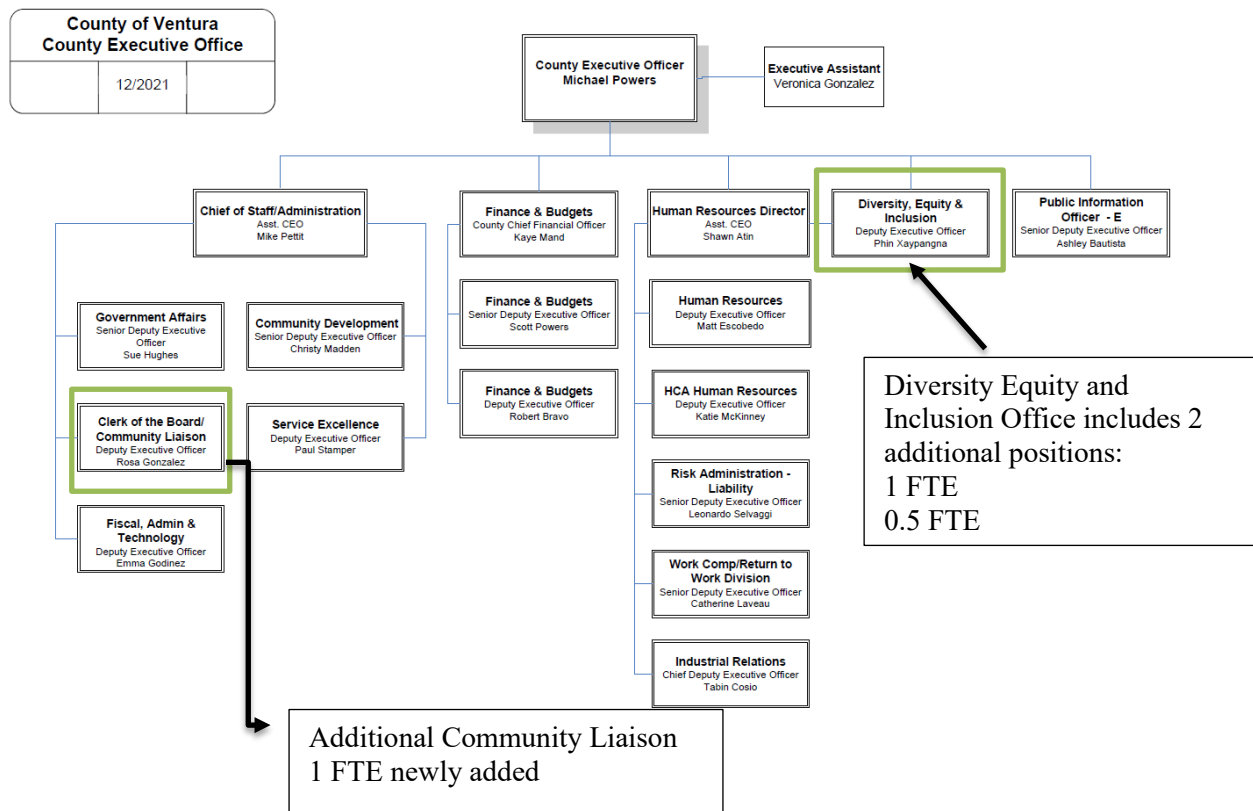 County of Ventura
County Executive Office
12/2021
County Executive Officer
Michael Powers
Executive Assistant
Veronica Gonzalez
Chief of Staff/Administration
Asst. CEO
Mike Pettit
Finance & Budgets
County Chief Financial Officer
Kaye Mand
Human Resources Director
Asst. CEO
Shawn Atin
Diversity, Equity &
Inclusion
Deputy Executive Officer
Phin Xaypangna
Public Information
Officer - E
Senior Deputy Executive Officer
Ashley Bautista
Government Affairs
Senior Deputy Executive
Officer
Sue Hughes
Community Development
Senior Deputy Executive Officer
Christy Madden
Finance & Budgets
Senior Deputy Executive Officer
Scott Powers
Human Resources
Deputy Executive Officer
Matt Escobedo
Clerk of the Board/
Community Liaison
Deputy Executive Officer
Rosa Gonzalez
Service Excellence
Deputy Executive Officer
Paul Stamper
Finance & Budgets
Deputy Executive Officer
Robert Bravo
HCA Human Resources
Deputy Executive Officer
Katie McKinney
Diversity Equity and
Inclusion Office includes 2
additional positions:
1 FTE
0.5 FTE
Fiscal, Admin &
Technology
Deputy Executive Officer
Emma Godinez
Risk Administration -
Liability
Senior Deputy Executive Officer
Leonardo Selvaggi
Work Comp/Return to
Work Division
Senior Deputy Executive Officer
Catherine Laveau
Industrial Relations
Chief Deputy Executive Officer
Tabin Cosio
Additional Community Liaison
1 FTE newly added